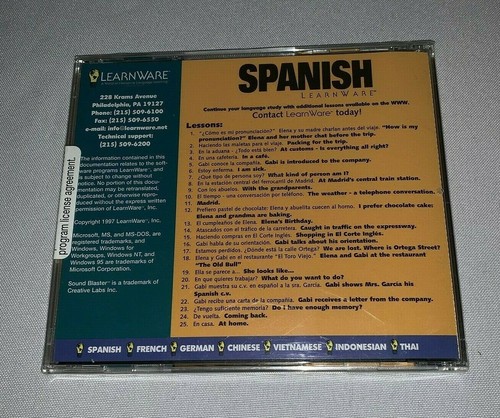 LEARNWARE™
228 Krams Avenue
Philadelphia, PA 19127
Phone: (215) 509-6100
Fax: (215) 509-6550
e-mail: info@learnware.net
Technical support:
(215) 509-6200
The information contained in this
documentation relates to the soft-
ware programs LearnWare™, and
is subject to change without
notice. No portion of this document-
ation may be retranslated,
duplicated, or otherwise repro-
duced without the express written
permission of LearnWare™, Inc.
Copyright 1997 LearnWare™, Inc.
Microsoft, MS, and MS-DOS, are
registered trademarks, and
Windows, Windows for
Workgroups, Windows NT, and
Windows 95 are trademarks of
Microsoft Corporation.
Sound Blaster™ is a trademark of
Creative Labs Inc.
program license agreement.
SPANISH
LEARNWARE™
Continue your language study with additional lessons available on the WWW.
Contact LearnWare™ today!
Lessons:
1. "¿Cómo es mi pronunciación?" Elena y su madre charlan antes del viaje. "How is my
pronunciation?" Elena and her mother chat before the trip.
2. Haciendo las maletas para el viaje. Packing for the trip.
3. En la aduana - ¿Todo está bien? At customs - Is everything all right?
4. En una cafetería. In a café.
5. Gabi conoce la compañía. Gabi is introduced to the company.
6. Estoy enferma. I am sick.
7. ¿Qué tipo de persona soy? What kind of person am I?
8. En la estación central de ferrocarril de Madrid. At Madrid's central train station.
9. Con los abuelos. With the grandparents.
10. El tiempo - una conversación por teléfono. The weather - a telephone conversation.
11. Madrid.
12. Prefiero pastel de chocolate: Elena y abuelita cuecen al horno. I prefer chocolate cake:
Elena and grandma are baking.
13. El cumpleaños de Elena. Elena's Birthday.
14. Atascados con el tráfico de la carretera. Caught in traffic on the expressway.
15. Haciendo compras en El Corte Inglés. Shopping in El Corte Inglés.
16. Gabi habla de su orientación. Gabi talks about his orientation.
17. Estamos perdidos. ¿Dónde está la calle Ortega? We are lost. Where is Ortega Street?
18. Elena y Gabi en el restaurante "El Toro Viejo." Elena and Gabi at the restaurant
"The Old Bull"
19. Ella se parece a... She looks like...
20. En que quieres trabajar? What do you want to do?
21. Gabi muestra su c.v. en español a la sra. García. Gabi shows Mrs. García his
Spanish c.v.
22. Gabi recibe una carta de la compañía. Gabi receives a letter from the company.
23. ¿Tengo suficiente memoria? Do I have enough memory?
24. De vuelta. Coming back.
25. En casa. At home.
SPANISH FRENCH GERMAN CHINESE VIETNAMESE INDONESIAN THAI